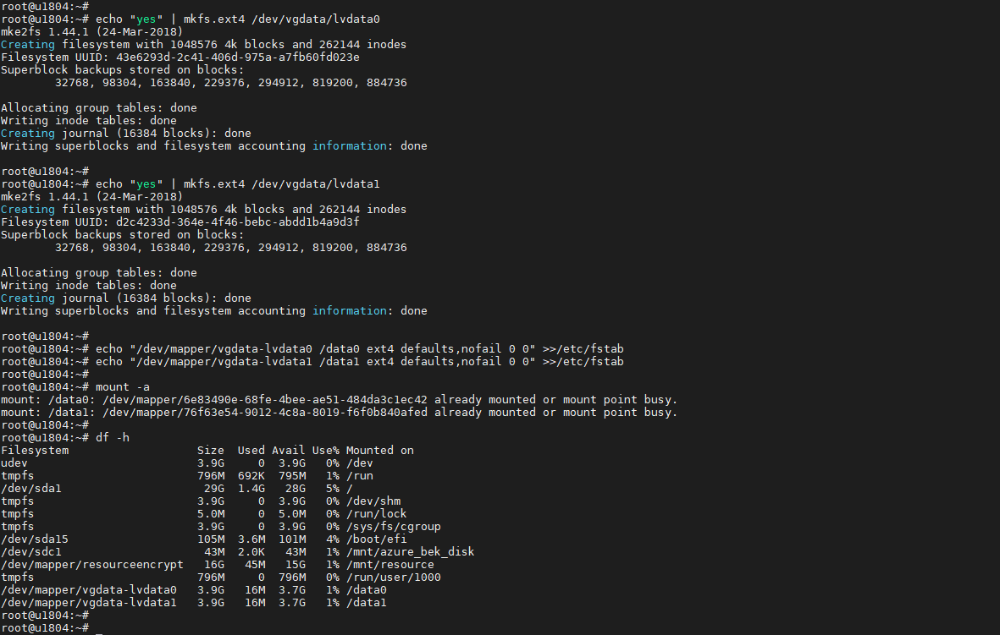 root@u1804:~#
root@u1804:~# echo "yes" | mkfs.ext4 /dev/vgdata/lvdata0
mke2fs 1.44.1 (24-Mar-2018)
Creating filesystem with 1048576 4k blocks and 262144 inodes
Filesystem UUID: 43e6293d-2c41-406d-975a-a7fb60fd023e
Superblock backups stored on blocks:
        32768, 98304, 163840, 229376, 294912, 819200, 884736

Allocating group tables: done
Writing inode tables: done
Creating journal (16384 blocks): done
Writing superblocks and filesystem accounting information: done

root@u1804:~#
root@u1804:~# echo "yes" | mkfs.ext4 /dev/vgdata/lvdata1
mke2fs 1.44.1 (24-Mar-2018)
Creating filesystem with 1048576 4k blocks and 262144 inodes
Filesystem UUID: d2c4233d-364e-4f46-bebc-abdd1b4a9d3f
Superblock backups stored on blocks:
        32768, 98304, 163840, 229376, 294912, 819200, 884736

Allocating group tables: done
Writing inode tables: done
Creating journal (16384 blocks): done
Writing superblocks and filesystem accounting information: done

root@u1804:~#
root@u1804:~# echo "/dev/mapper/vgdata-lvdata0 /data0 ext4 defaults,nofail 0 0" >>/etc/fstab
root@u1804:~# echo "/dev/mapper/vgdata-lvdata1 /data1 ext4 defaults,nofail 0 0" >>/etc/fstab
root@u1804:~#
root@u1804:~# mount -a
mount: /data0: /dev/mapper/6e83490e-68fe-4bee-ae51-484da3c1ec42 already mounted or mount point busy.
mount: /data1: /dev/mapper/76f63e54-9012-4c8a-8019-f6f0b840afed already mounted or mount point busy.
root@u1804:~#
root@u1804:~# df -h
Filesystem                   Size  Used Avail Use% Mounted on
udev                         3.9G     0  3.9G   0% /dev
tmpfs                        796M  692K  795M   1% /run
/dev/sda1                     29G  1.4G   28G   5% /
tmpfs                        3.9G     0  3.9G   0% /dev/shm
tmpfs                        5.0M     0  5.0M   0% /run/lock
tmpfs                        3.9G     0  3.9G   0% /sys/fs/cgroup
/dev/sda15                   105M  3.6M  101M   4% /boot/efi
/dev/sdc1                     43M  2.0K   43M   1% /mnt/azure_bek_disk
/dev/mapper/resourceencrypt   16G   45M   15G   1% /mnt/resource
tmpfs                        796M     0  796M   0% /run/user/1000
/dev/mapper/vgdata-lvdata0   3.9G   16M  3.7G   1% /data0
/dev/mapper/vgdata-lvdata1   3.9G   16M  3.7G   1% /data1
root@u1804:~#
root@u1804:~# _